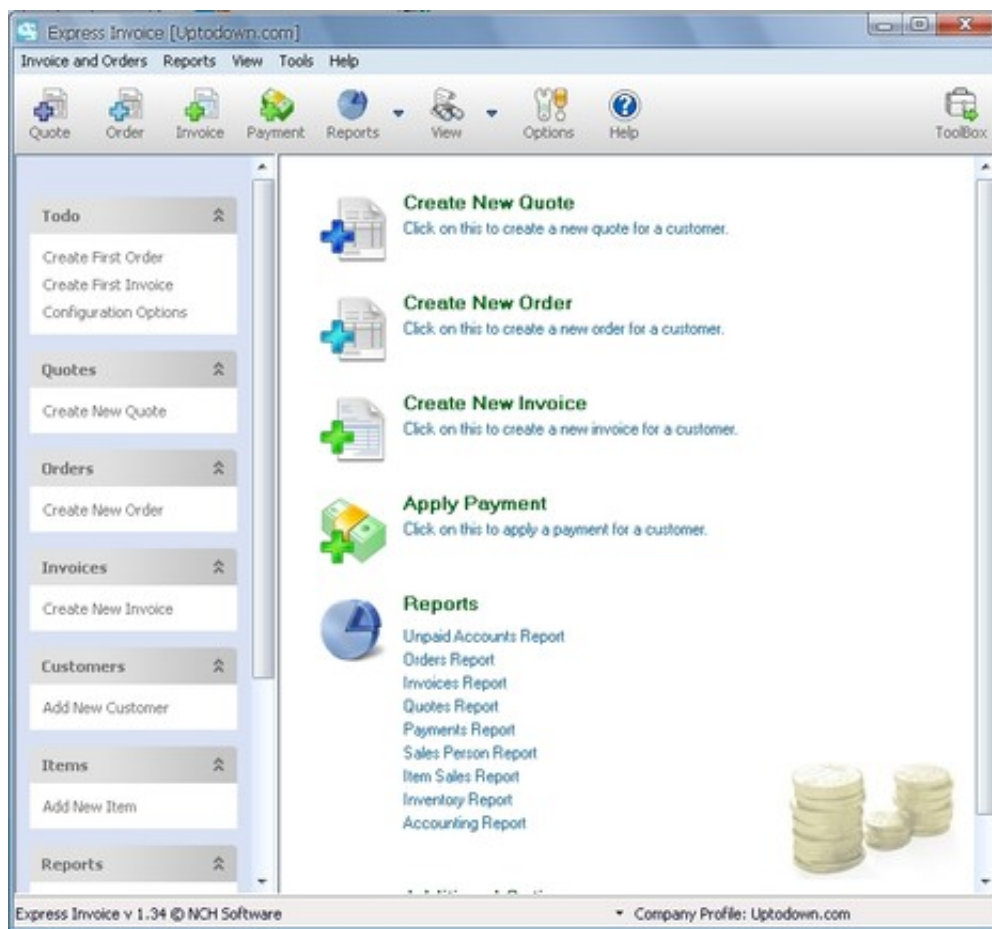 Express Invoice [Uptodown.com]
Invoice and Orders Reports View Tools Help
Quote Order Invoice Payment Reports View Options Help ToolBox
Todo
Create First Order
Create First Invoice
Configuration Options
Quotes
Create New Quote
Orders
Create New Order
Invoices
Create New Invoice
Customers
Add New Customer
Items
Add New Item
Reports
Create New Quote
Click on this to create a new quote for a customer.
Create New Order
Click on this to create a new order for a customer.
Create New Invoice
Click on this to create a new invoice for a customer.
Apply Payment
Click on this to apply a payment for a customer.
Reports
Unpaid Accounts Report
Orders Report
Invoices Report
Quotes Report
Payments Report
Sales Person Report
Item Sales Report
Inventory Report
Accounting Report
Express Invoice v 1.34 © NCH Software
Company Profile: Uptodown.com